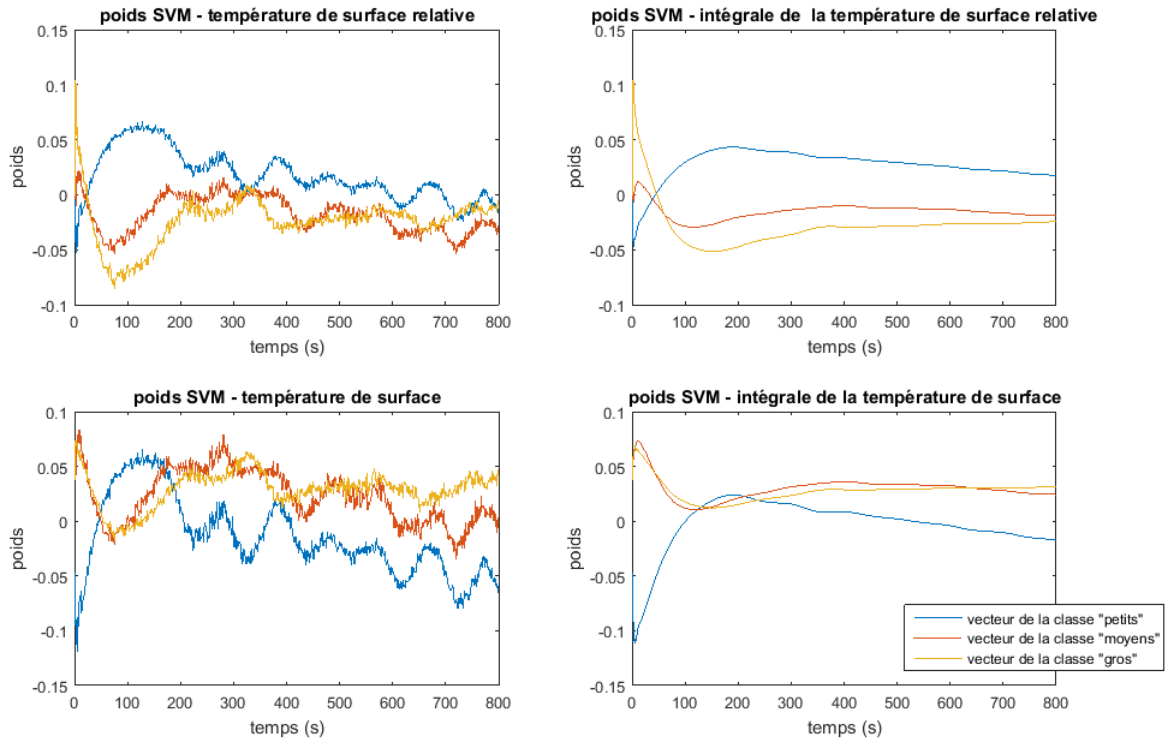 poids SVM - température de surface relative
0.15
0.1
0.05
0
-0.05
-0.1
poids
0 100 200 300 400 500 600 700 800
temps (s)
poids SVM - intégrale de la température de surface relative
0.15
0.1
0.05
0
-0.05
-0.1
poids
0 100 200 300 400 500 600 700 800
temps (s)
poids SVM - température de surface
0.1
0.05
0
-0.05
-0.1
-0.15
poids
0 100 200 300 400 500 600 700 800
temps (s)
poids SVM - intégrale de la température de surface
0.1
0.05
0
-0.05
-0.1
-0.15
poids
0 100 200 300 400 500 600 700 800
temps (s)
vecteur de la classe "petits"
vecteur de la classe "moyens"
vecteur de la classe "gros"